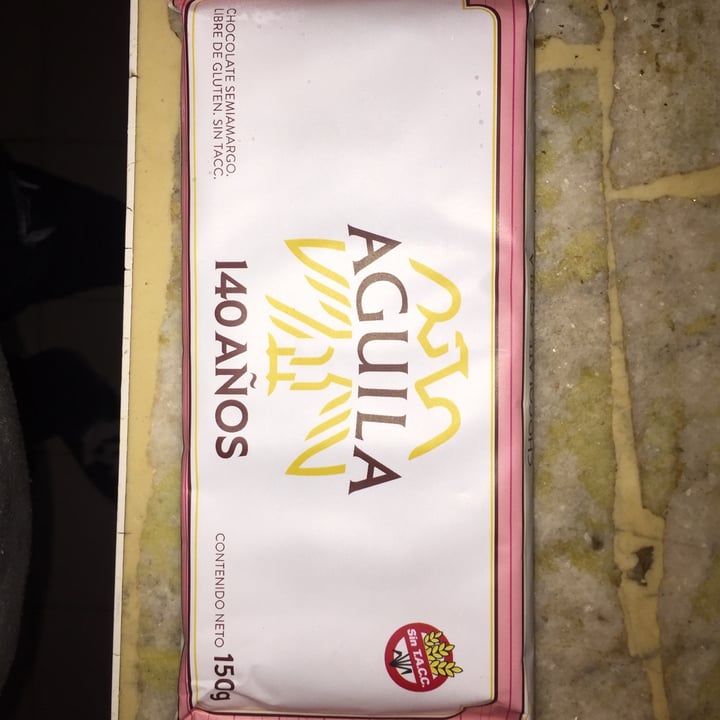 AGUILA
140 AÑOS
CHOCOLATE SEMIAMARGO.
LIBRE DE GLUTEN. SIN TACC.
CONTENIDO NETO 150g
Sin T.A.C.C.